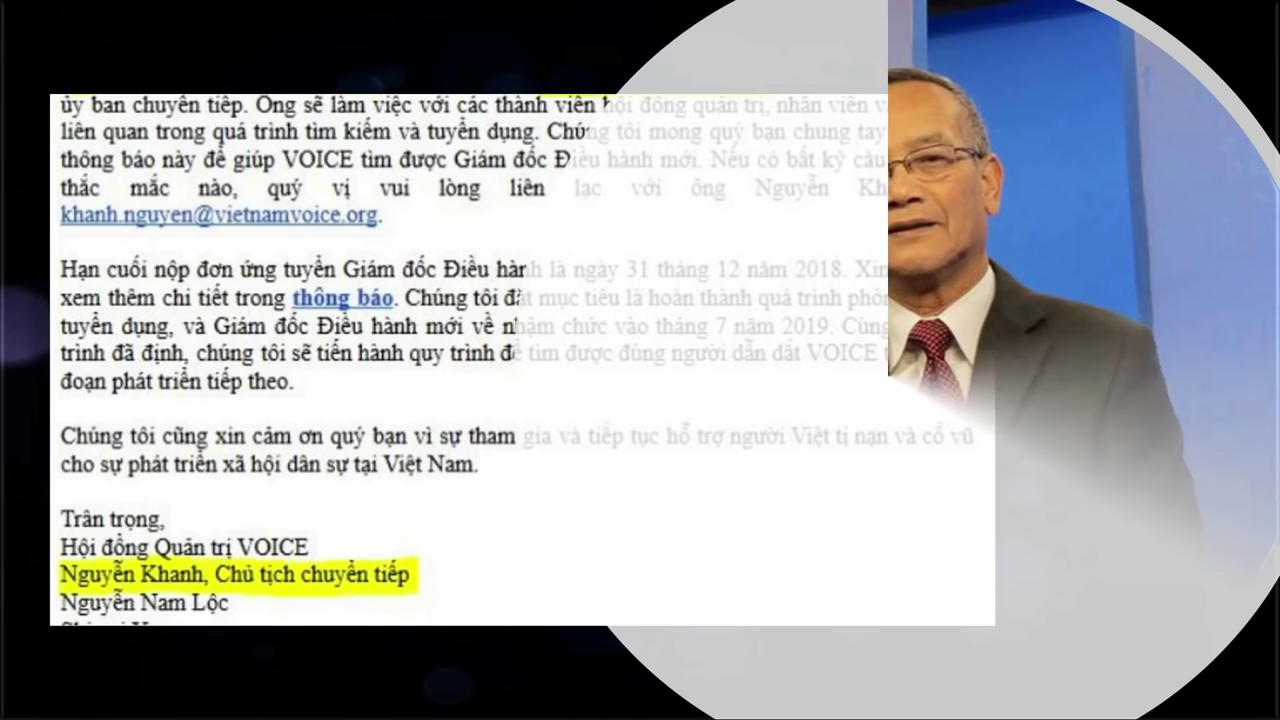 ủy ban chuyển tiếp. Ông sẽ làm việc với các thành viên hội đồng quản trị, nhân viên v
liên quan trong quá trình tìm kiếm và tuyển dụng. Chúng tôi mong quý bạn chung tay
thông báo này để giúp VOICE tìm được Giám đốc Điều hành mới. Nếu có bất kỳ câu
thắc mắc nào, quý vị vui lòng liên lạc với ông Nguyễn Kh
khanh.nguyen@vietnamvoice.org.
Hạn cuối nộp đơn ứng tuyển Giám đốc Điều hành là ngày 31 tháng 12 năm 2018. Xin
xem thêm chi tiết trong thông báo. Chúng tôi đặt mục tiêu là hoàn thành quá trình phỏn
tuyển dụng, và Giám đốc Điều hành mới về nhậm chức vào tháng 7 năm 2019. Cùng
trình đã định, chúng tôi sẽ tiến hành quy trình để tìm được đúng người dẫn dắt VOICE t
đoạn phát triển tiếp theo.
Chúng tôi cũng xin cảm ơn quý bạn vì sự tham gia và tiếp tục hỗ trợ người Việt tị nạn và cổ vũ
cho sự phát triển xã hội dân sự tại Việt Nam.
Trân trọng,
Hội đồng Quản trị VOICE
Nguyễn Khanh, Chủ tịch chuyển tiếp
Nguyễn Nam Lộc